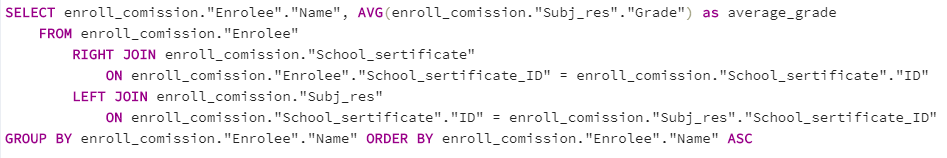 SELECT enroll_comission."Enrolee"."Name", AVG(enroll_comission."Subj_res"."Grade") as average_grade
FROM enroll_comission."Enrolee"
RIGHT JOIN enroll_comission."School_sertificate"
ON enroll_comission."Enrolee"."School_sertificate_ID" = enroll_comission."School_sertificate"."ID"
LEFT JOIN enroll_comission."Subj_res"
ON enroll_comission."School_sertificate"."ID" = enroll_comission."Subj_res"."School_sertificate_ID"
GROUP BY enroll_comission."Enrolee"."Name" ORDER BY enroll_comission."Enrolee"."Name" ASC